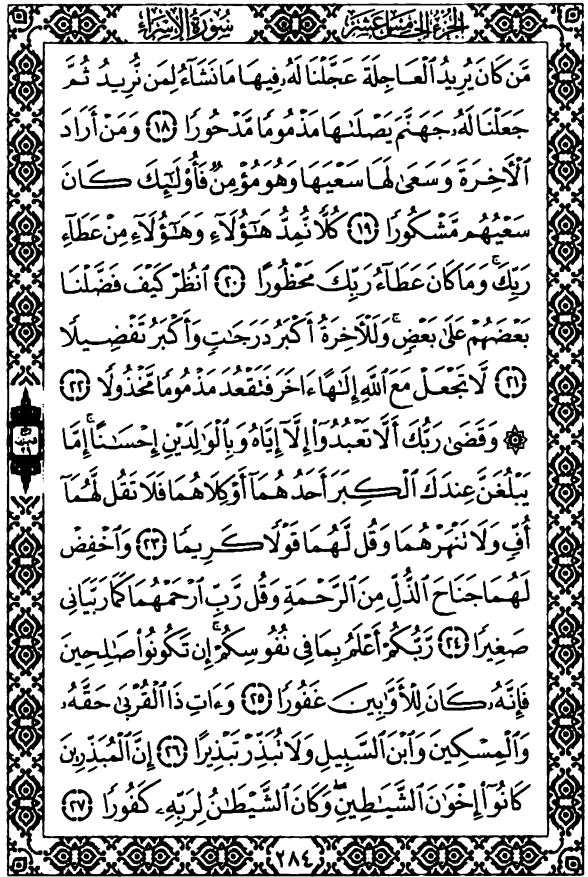 الجزء الخامس عشر
سورة الإسراء
مَّن كَانَ يُرِيدُ ٱلۡعَاجِلَةَ عَجَّلۡنَا لَهُۥ فِيهَا مَا نَشَآءُ لِمَن نُّرِيدُ ثُمَّ
جَعَلۡنَا لَهُۥ جَهَنَّمَ يَصۡلَىٰهَا مَذۡمُومٗا مَّدۡحُورٗا ١٨ وَمَنۡ أَرَادَ
ٱلۡأٓخِرَةَ وَسَعَىٰ لَهَا سَعۡيَهَا وَهُوَ مُؤۡمِنٞ فَأُوْلَٰٓئِكَ كَانَ
سَعۡيُهُم مَّشۡكُورٗا ١٩ كُلّٗا نُّمِدُّ هَٰٓؤُلَآءِ وَهَٰٓؤُلَآءِ مِنۡ عَطَآءِ
رَبِّكَۚ وَمَا كَانَ عَطَآءُ رَبِّكَ مَحۡظُورًا ٢٠ ٱنظُرۡ كَيۡفَ فَضَّلۡنَا
بَعۡضَهُمۡ عَلَىٰ بَعۡضٖۚ وَلَلۡأٓخِرَةُ أَكۡبَرُ دَرَجَٰتٖ وَأَكۡبَرُ تَفۡضِيلٗا
٢١ لَّا تَجۡعَلۡ مَعَ ٱللَّهِ إِلَٰهًا ءَاخَرَ فَتَقۡعُدَ مَذۡمُومٗا مَّخۡذُولٗا ٢٢
۞ وَقَضَىٰ رَبُّكَ أَلَّا تَعۡبُدُوٓاْ إِلَّآ إِيَّاهُ وَبِٱلۡوَٰلِدَيۡنِ إِحۡسَٰنًاۚ إِمَّا
يَبۡلُغَنَّ عِندَكَ ٱلۡكِبَرَ أَحَدُهُمَآ أَوۡ كِلَاهُمَا فَلَا تَقُل لَّهُمَآ
أُفّٖ وَلَا تَنۡهَرۡهُمَا وَقُل لَّهُمَا قَوۡلٗا كَرِيمٗا ٢٣ وَٱخۡفِضۡ
لَهُمَا جَنَاحَ ٱلذُّلِّ مِنَ ٱلرَّحۡمَةِ وَقُل رَّبِّ ٱرۡحَمۡهُمَا كَمَا رَبَّيَانِي
صَغِيرٗا ٢٤ رَّبُّكُمۡ أَعۡلَمُ بِمَا فِي نُفُوسِكُمۡۚ إِن تَكُونُواْ صَٰلِحِينَ
فَإِنَّهُۥ كَانَ لِلۡأَوَّٰبِينَ غَفُورٗا ٢٥ وَءَاتِ ذَا ٱلۡقُرۡبَىٰ حَقَّهُۥ
وَٱلۡمِسۡكِينَ وَٱبۡنَ ٱلسَّبِيلِ وَلَا تُبَذِّرۡ تَبۡذِيرًا ٢٦ إِنَّ ٱلۡمُبَذِّرِينَ
كَانُوٓاْ إِخۡوَٰنَ ٱلشَّيَٰطِينِۖ وَكَانَ ٱلشَّيۡطَٰنُ لِرَبِّهِۦ كَفُورٗا ٢٧
٢٨٤